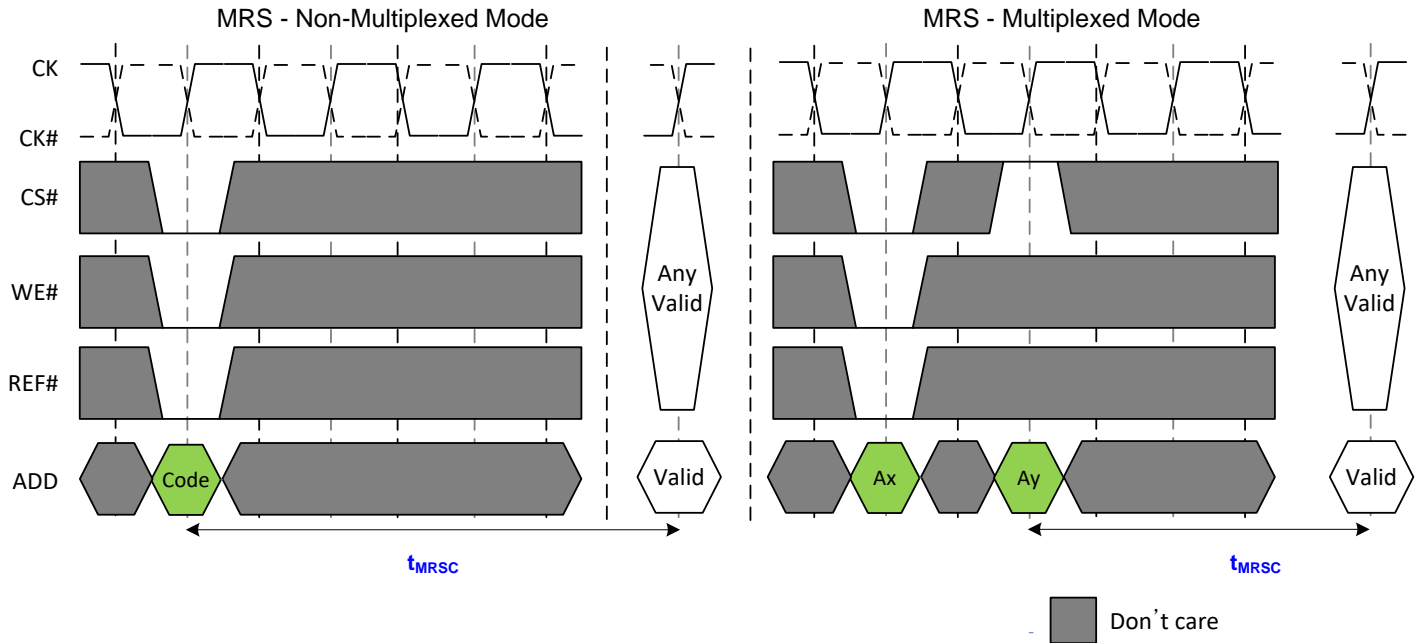 MRS - Non-Multiplexed Mode
MRS - Multiplexed Mode
CK
CK#
CS#
WE#
REF#
ADD
Any
Valid
Any
Valid
Code
Valid
Ax
Ay
Valid
tMRSC
tMRSC
- Don't care